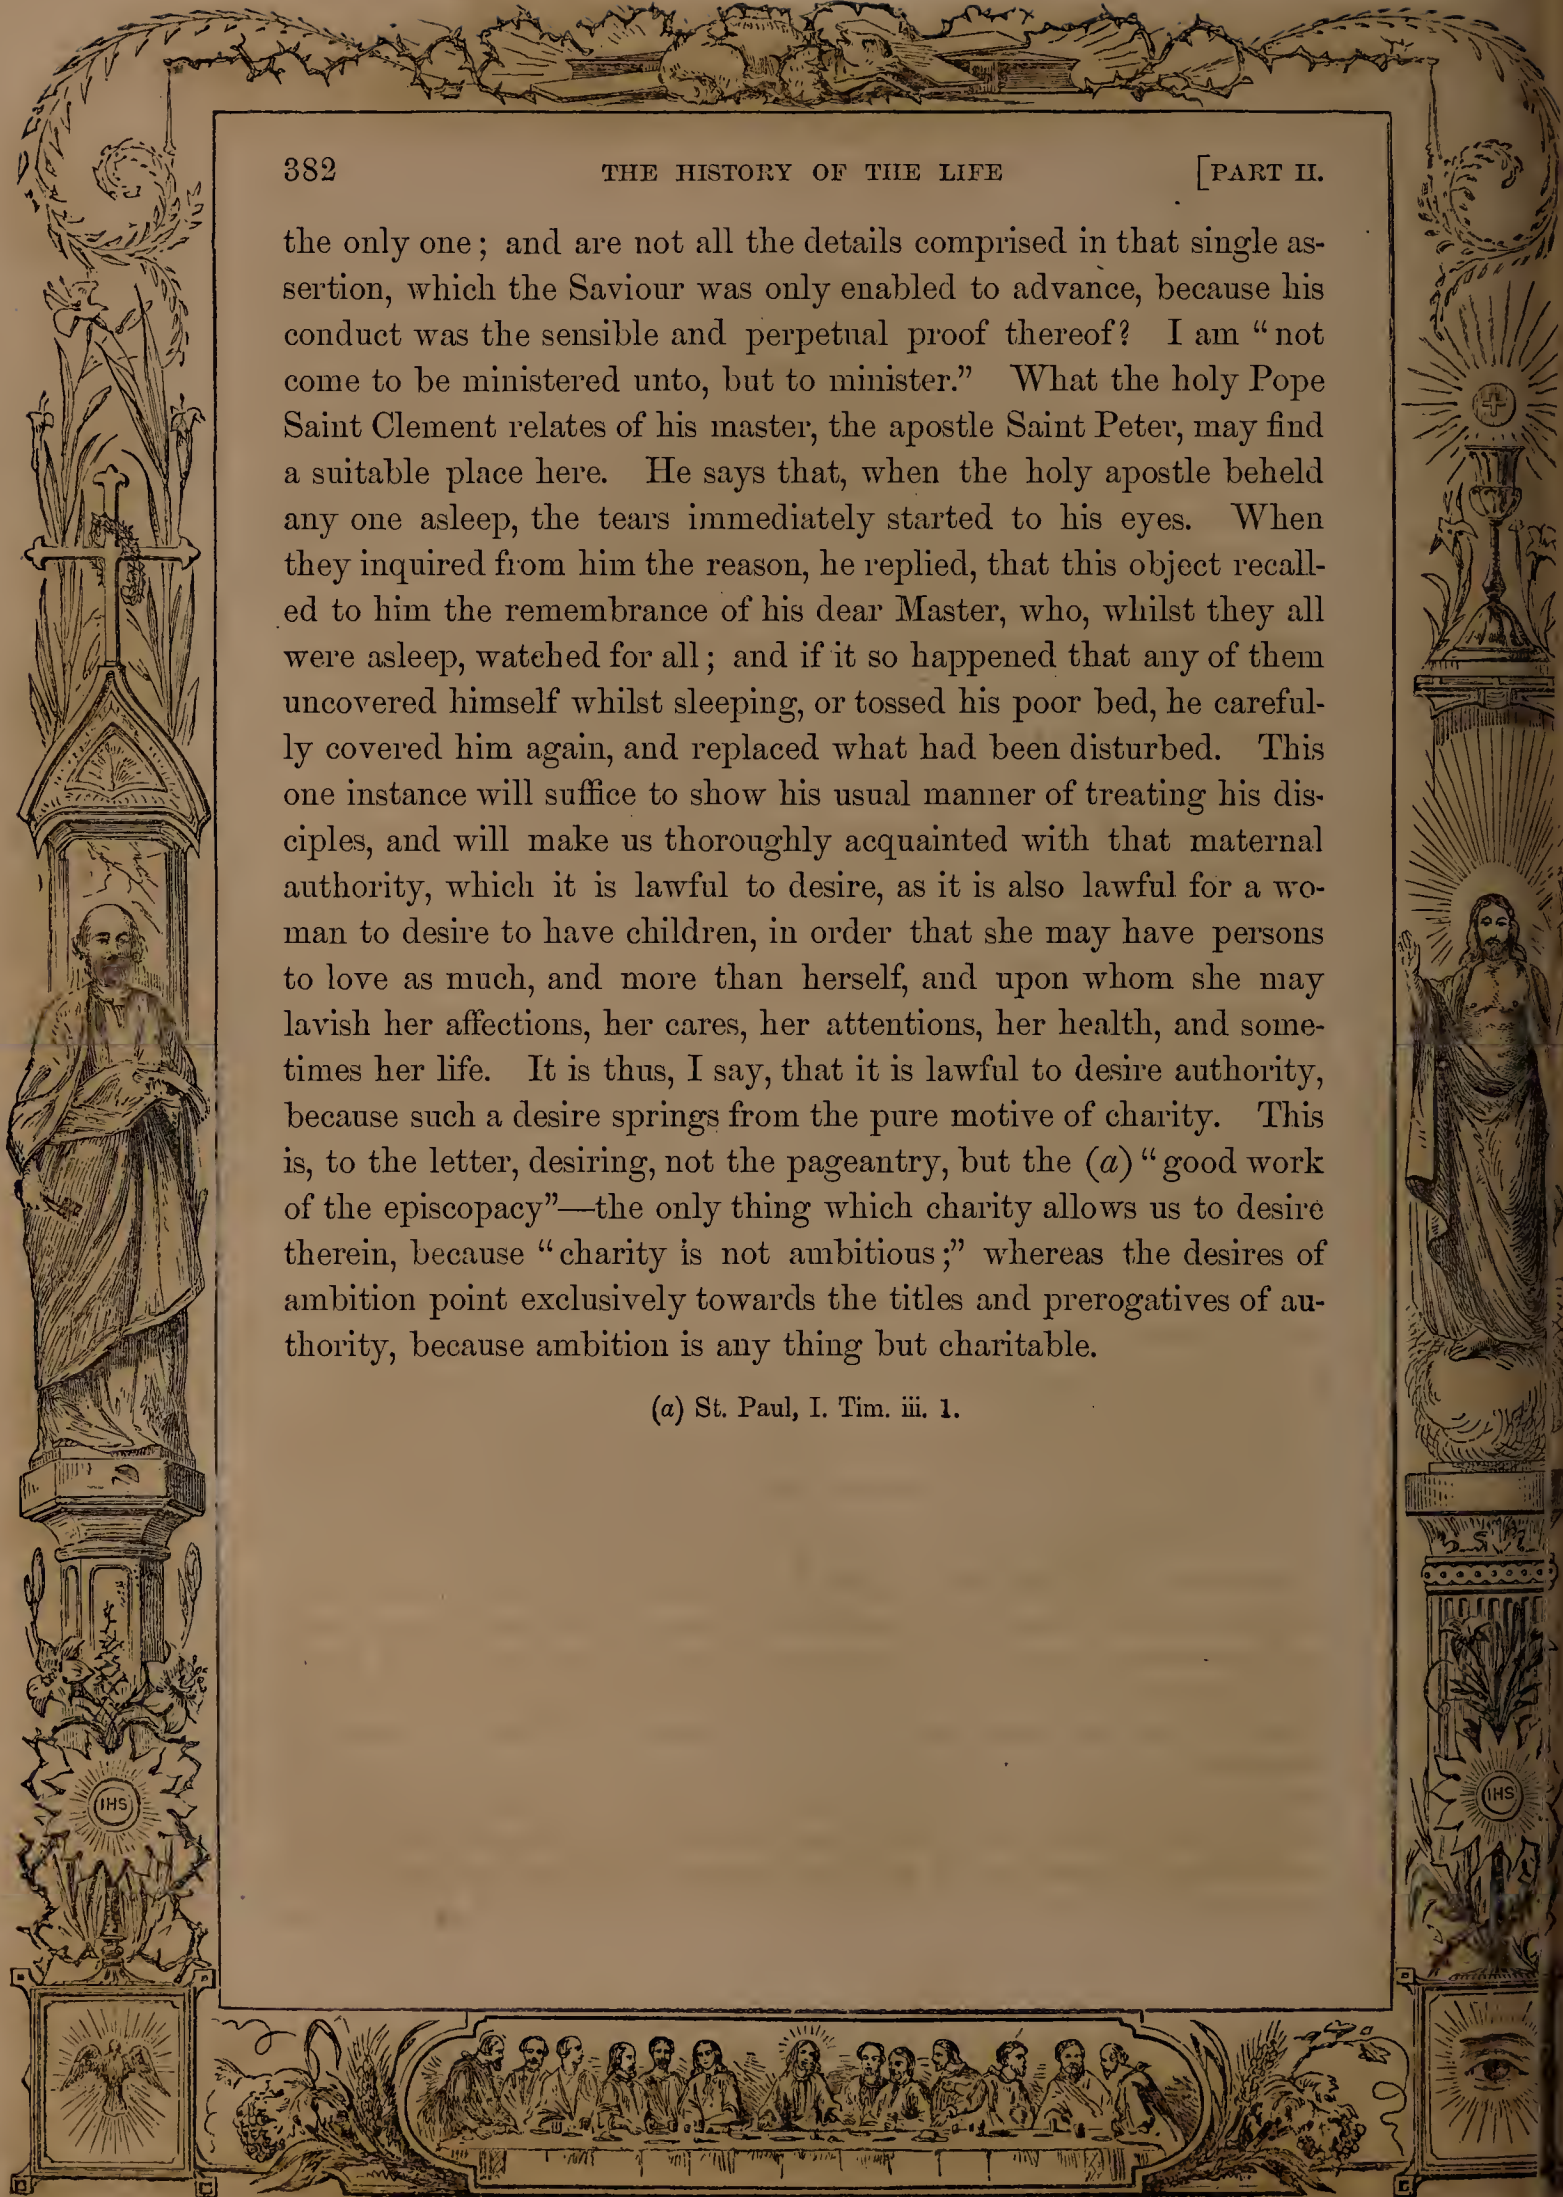 382 THE HISTORY OF THE LIFE [PART II.
the only one; and are not all the details comprised in that single as-
sertion, which the Saviour was only enabled to advance, because his
conduct was the sensible and perpetual proof thereof? I am “not
come to be ministered unto, but to minister.” What the holy Pope
Saint Clement relates of his master, the apostle Saint Peter, may find
a suitable place here. He says that, when the holy apostle beheld
any one asleep, the tears immediately started to his eyes. When
they inquired from him the reason, he replied, that this object recall-
ed to him the remembrance of his dear Master, who, whilst they all
were asleep, watched for all; and if it so happened that any of them
uncovered himself whilst sleeping, or tossed his poor bed, he careful-
ly covered him again, and replaced what had been disturbed. This
one instance will suffice to show his usual manner of treating his dis-
ciples, and will make us thoroughly acquainted with that maternal
authority, which it is lawful to desire, as it is also lawful for a wo-
man to desire to have children, in order that she may have persons
to love as much, and more than herself, and upon whom she may
lavish her affections, her cares, her attentions, her health, and some-
times her life. It is thus, I say, that it is lawful to desire authority,
because such a desire springs from the pure motive of charity. This
is, to the letter, desiring, not the pageantry, but the (a) “good work
of the episcopacy”—the only thing which charity allows us to desire
therein, because “charity is not ambitious;” whereas the desires of
ambition point exclusively towards the titles and prerogatives of au-
thority, because ambition is any thing but charitable.
(a) St. Paul, I. Tim. iii. 1.
IHS
IHS